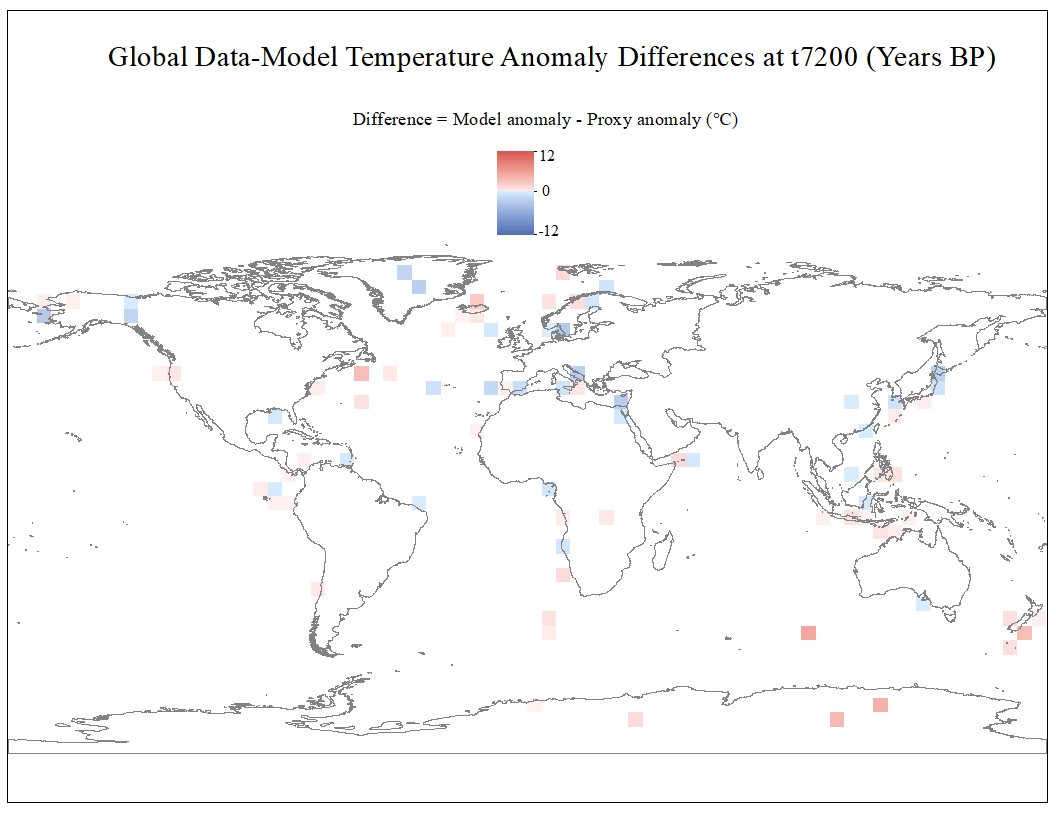 Global Data-Model Temperature Anomaly Differences at t7200 (Years BP)
Difference = Model anomaly - Proxy anomaly (°C)
12
0
-12